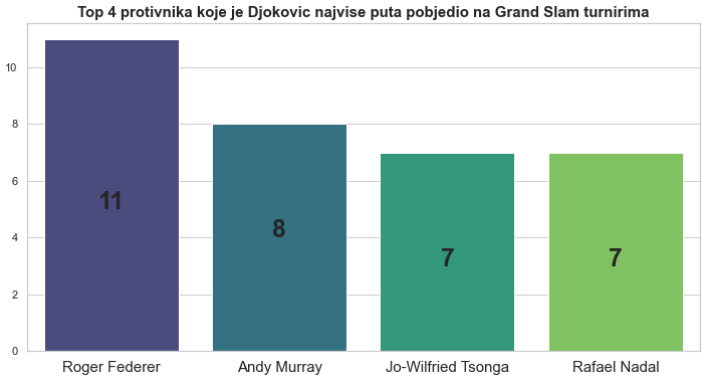 Top 4 protivnika koje je Djokovic najvise puta pobjedio na Grand Slam turnirima
10
8
6
4
2
0
11
8
7
7
Roger Federer
Andy Murray
Jo-Wilfried Tsonga
Rafael Nadal